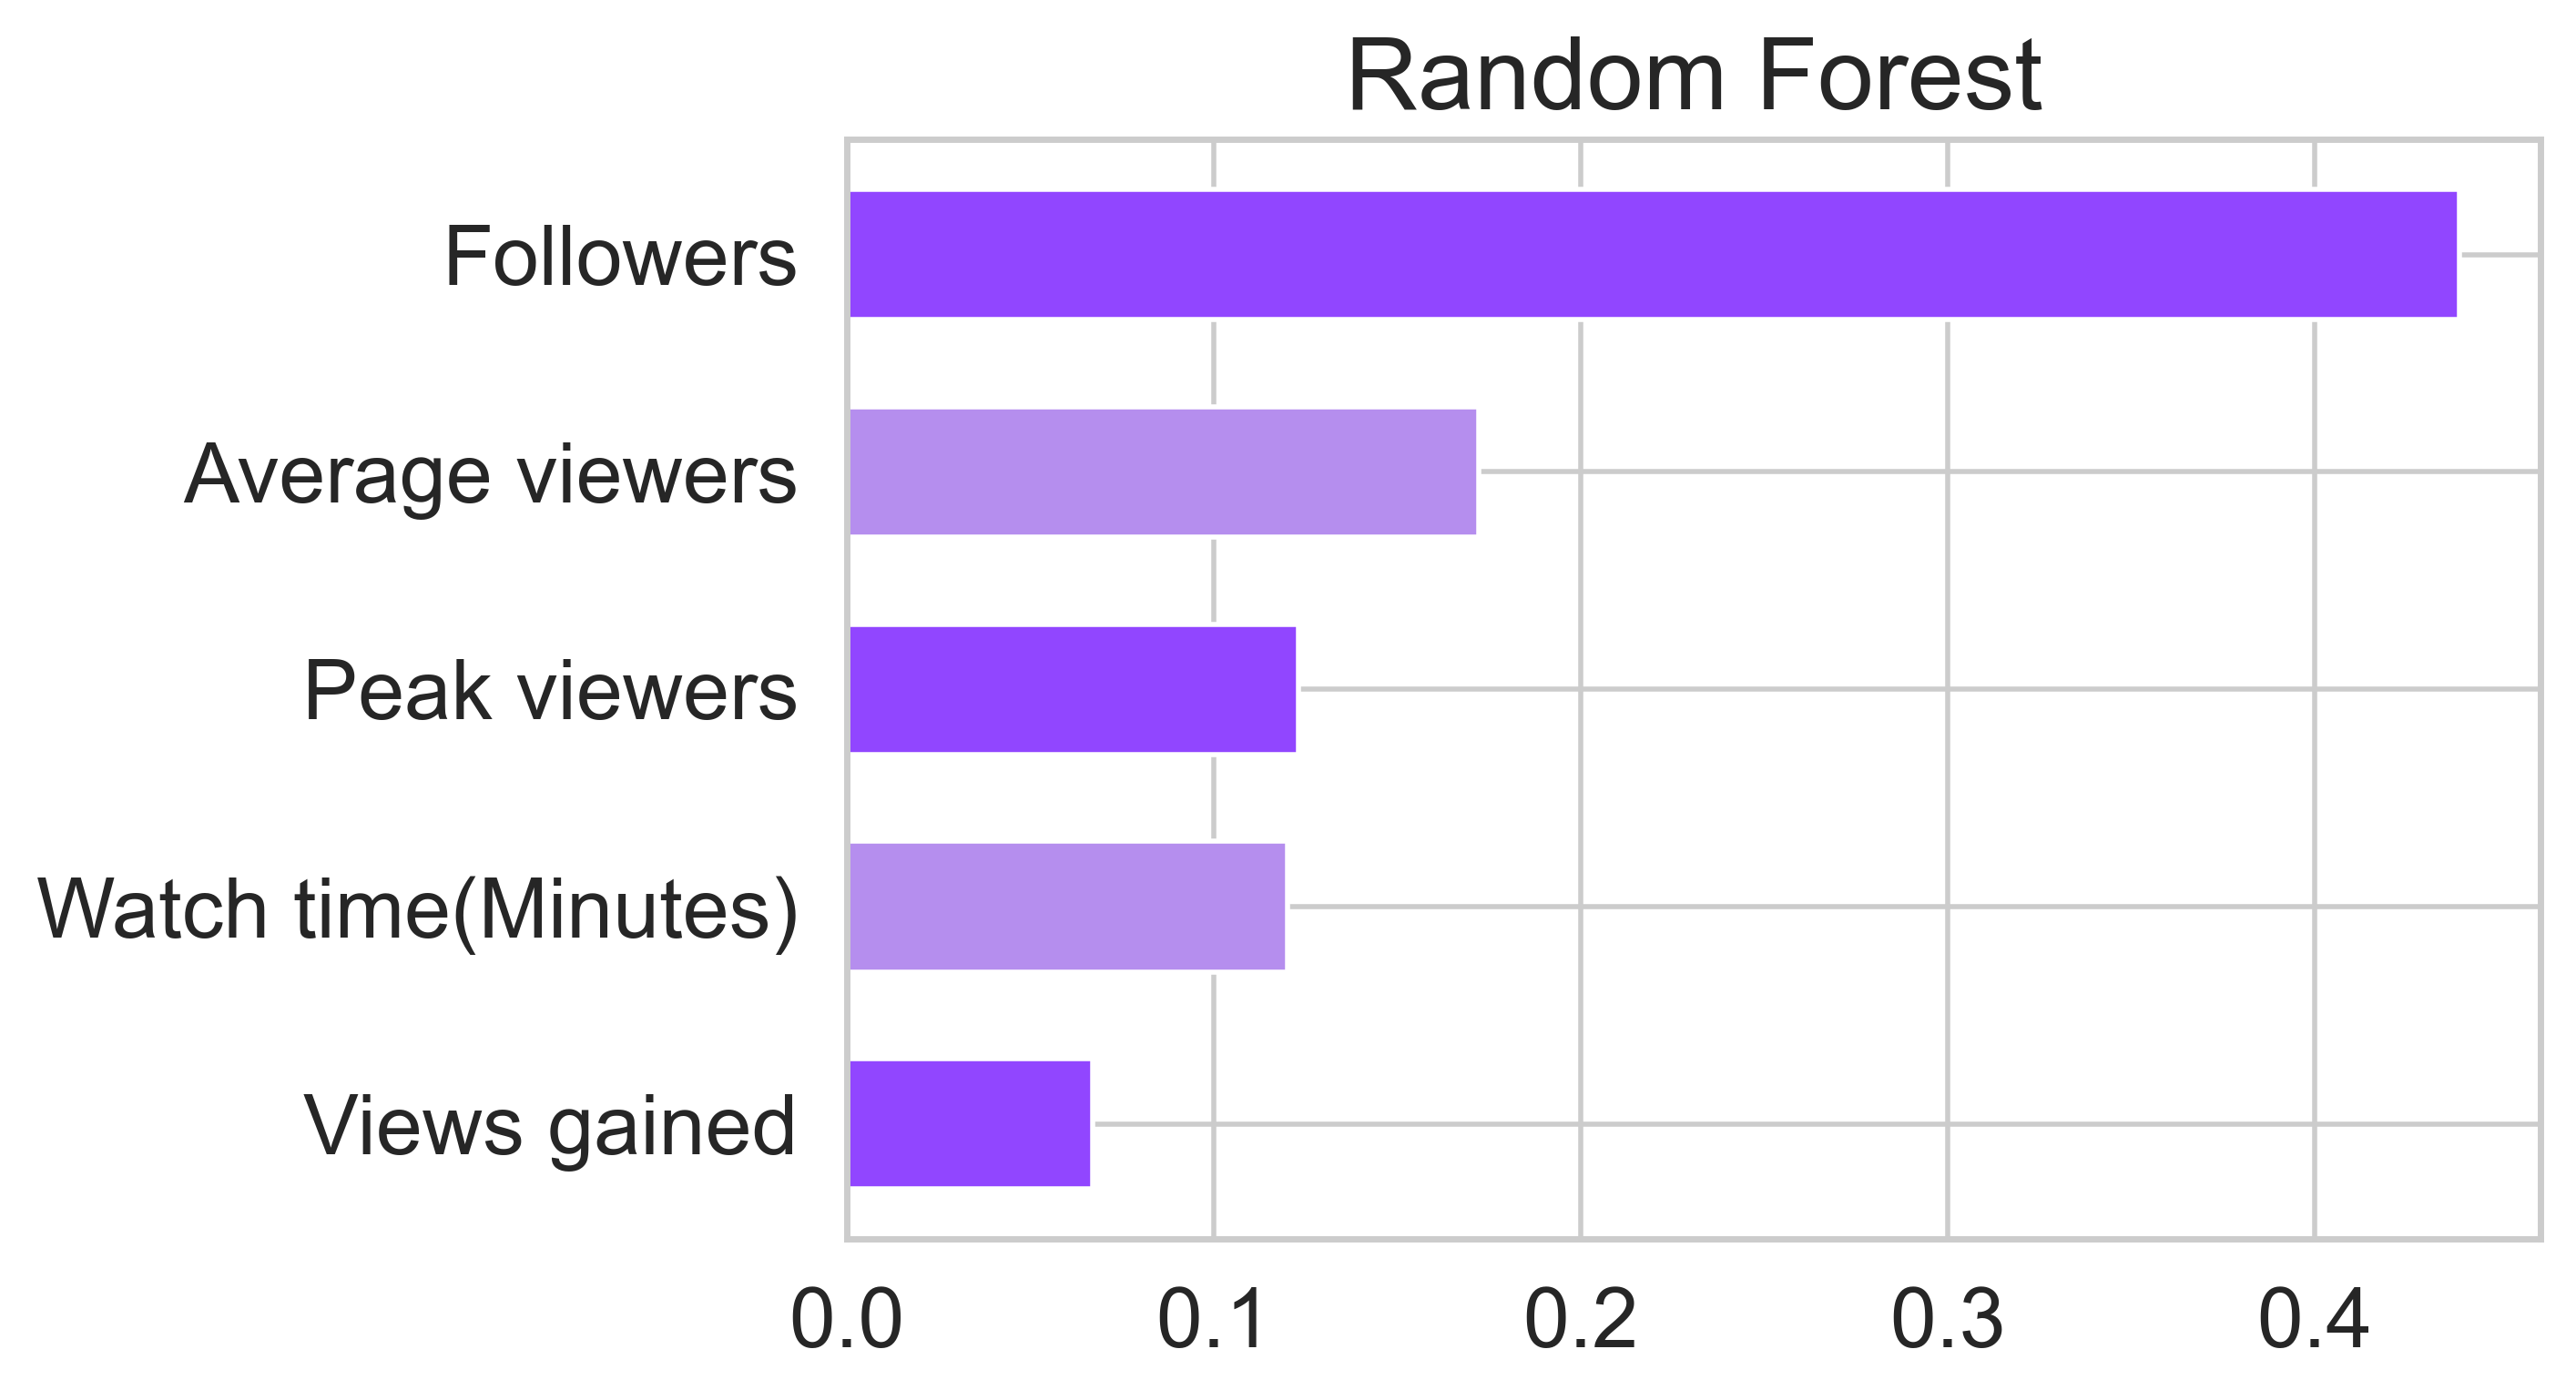 Random Forest
Followers
Average viewers
Peak viewers
Watch time(Minutes)
Views gained
0.0 0.1 0.2 0.3 0.4